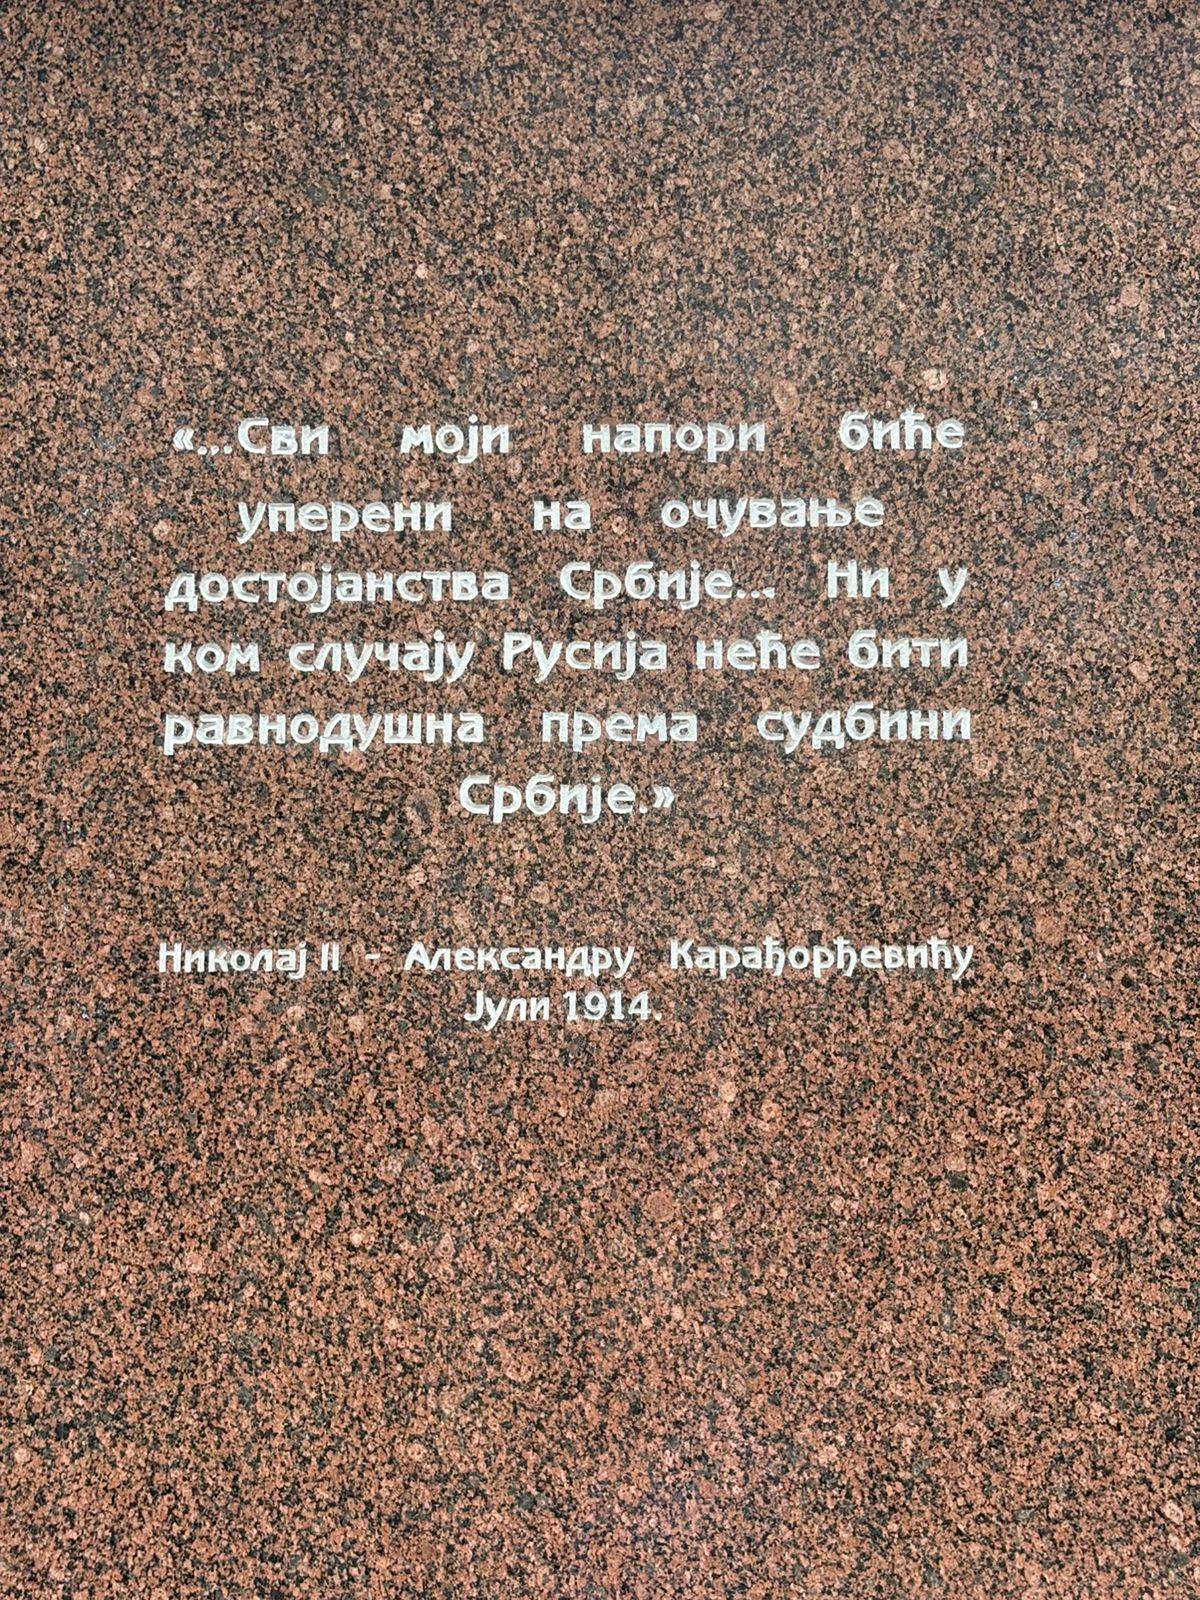 «...Сви моји напори биће
уперени на очување
достојанства Србије... Ни у
ком случају Русија неће бити
равнодушна према судбини
Србије.»
Николај II - Александру Карађорђевићу
Јули 1914.